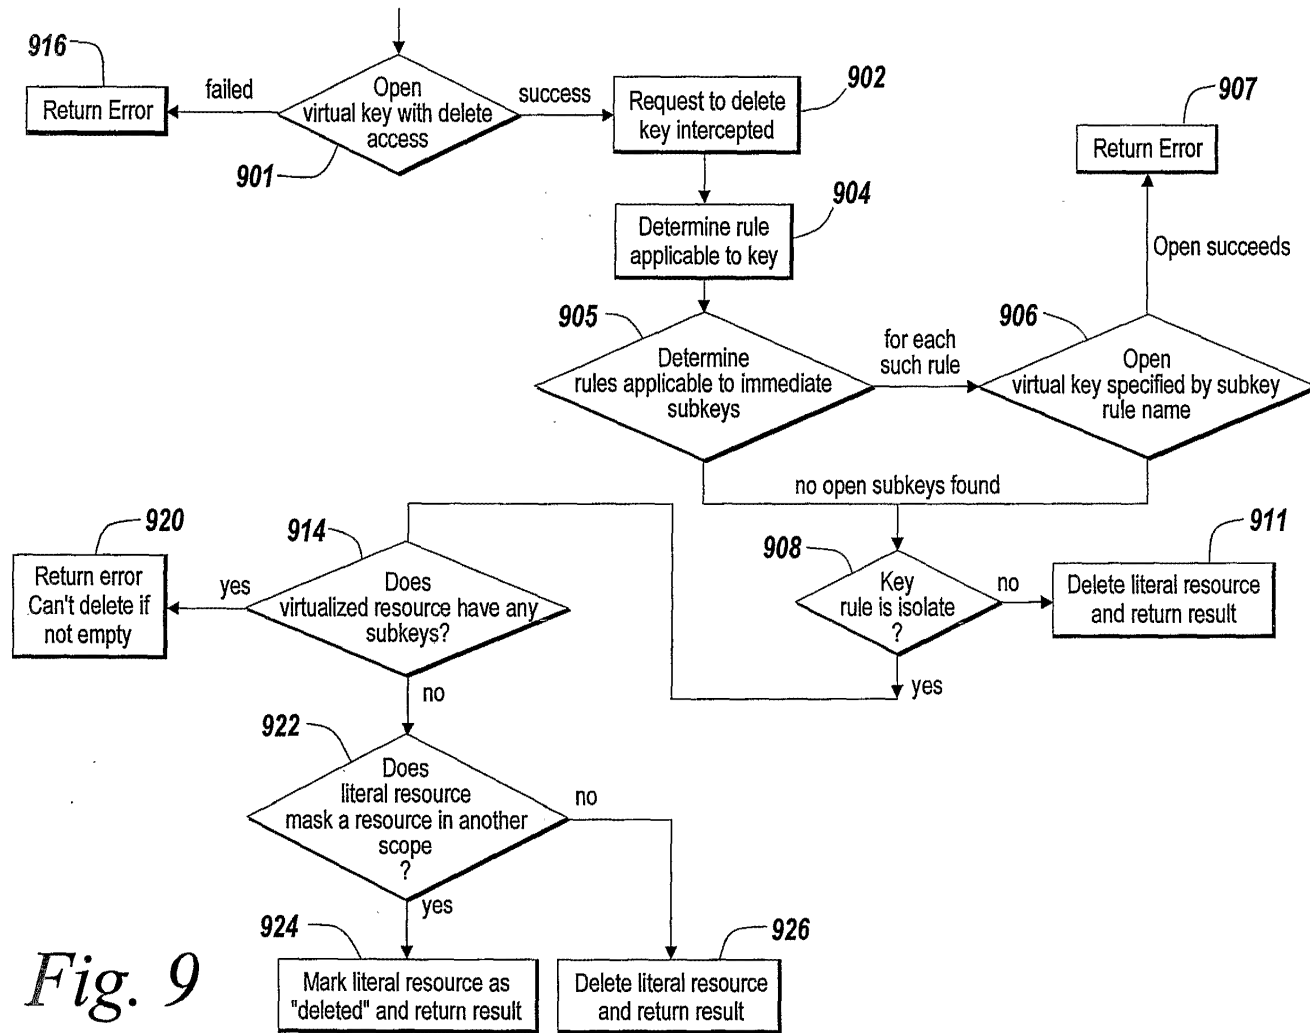 916
Return Error
failed
Open
virtual key with delete
access
901
success
Request to delete
key intercepted
902
907
Return Error
Determine rule
applicable to key
904
Open succeeds
905
Determine
rules applicable to immediate
subkeys
for each
such rule
906
Open
virtual key specified by subkey
rule name
no open subkeys found
920
Return error
Can't delete if
not empty
yes
914
Does
virtualized resource have any
subkeys?
908
Key
rule is isolate
?
no
911
Delete literal resource
and return result
yes
no
922
Does
literal resource
mask a resource in another
scope
?
no
yes
924
Mark literal resource as
"deleted" and return result
926
Delete literal resource
and return result
Fig. 9